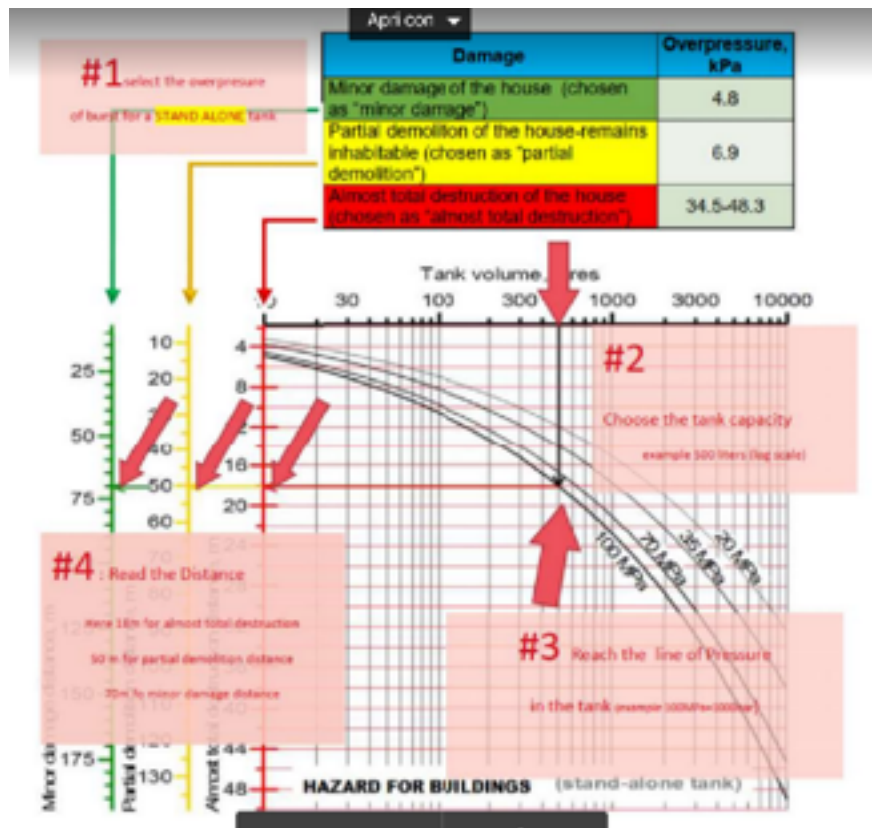 Apri con
#1 select the overpresure
of burst for a STAND ALONE tank
Damage
Overpressure, kPa
Minor damage of the house (chosen as "minor damage")
4.8
Partial demolition of the house-remains inhabitable (chosen as "partial demolition")
6.9
Almost total destruction of the house (chosen as "almost total destruction")
34.5-48.3
Tank volume,
30
100
300
1000
3000
10000
25
50
75
175
10
20
40
50
60
130
4
8
16
20
44
48
#2
Choose the tank capacity
example 500 liters (log scale)
100 MPa
70 MPa
35 MPa
20 MPa
#3 Reach the line of Pressure
in the tank (example 100MPa=1000bar)
#4 : Read the Distance
Here 18m for almost total destruction
50 m for partial demolition distance
70m fo minor damage distance
HAZARD FOR BUILDINGS (stand-alone tank)